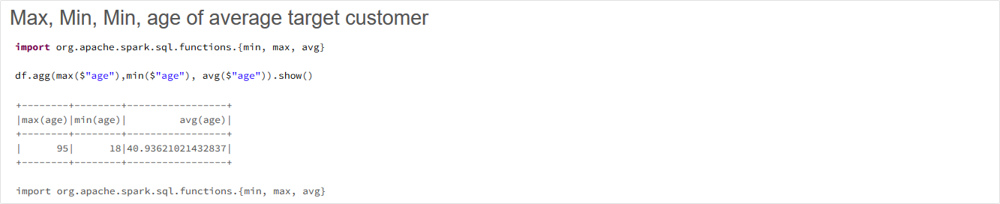 Max, Min, Min, age of average target customer
import org.apache.spark.sql.functions.{min, max, avg}
df.agg(max($"age"),min($"age"), avg($"age")).show()
+--------+--------+-----------------+
|max(age)|min(age)|         avg(age)|
+--------+--------+-----------------+
|      95|      18|40.93621021432837|
+--------+--------+-----------------+
import org.apache.spark.sql.functions.{min, max, avg}